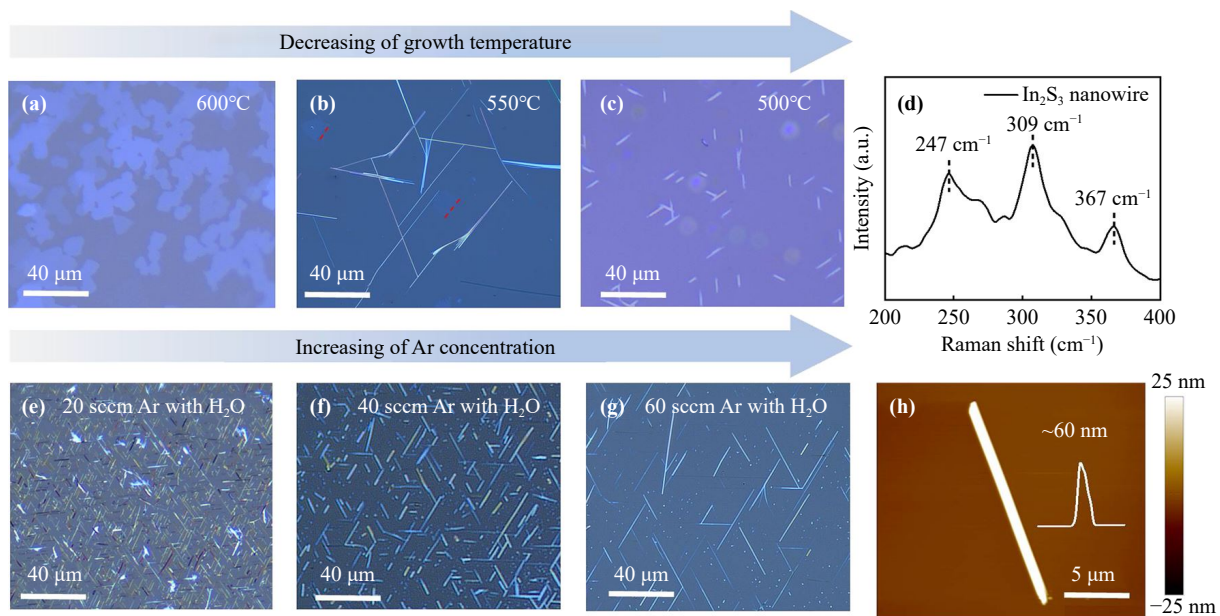 Decreasing of growth temperature
(a) 600℃
40 μm
(b) 550℃
40 μm
(c) 500℃
40 μm
(d)
In₂S₃ nanowire
309 cm⁻¹
247 cm⁻¹
367 cm⁻¹
Intensity (a.u.)
200 250 300 350 400
Raman shift (cm⁻¹)
Increasing of Ar concentration
(e) 20 sccm Ar with H₂O
40 μm
(f) 40 sccm Ar with H₂O
40 μm
(g) 60 sccm Ar with H₂O
40 μm
(h)
~60 nm
5 μm
25 nm
−25 nm